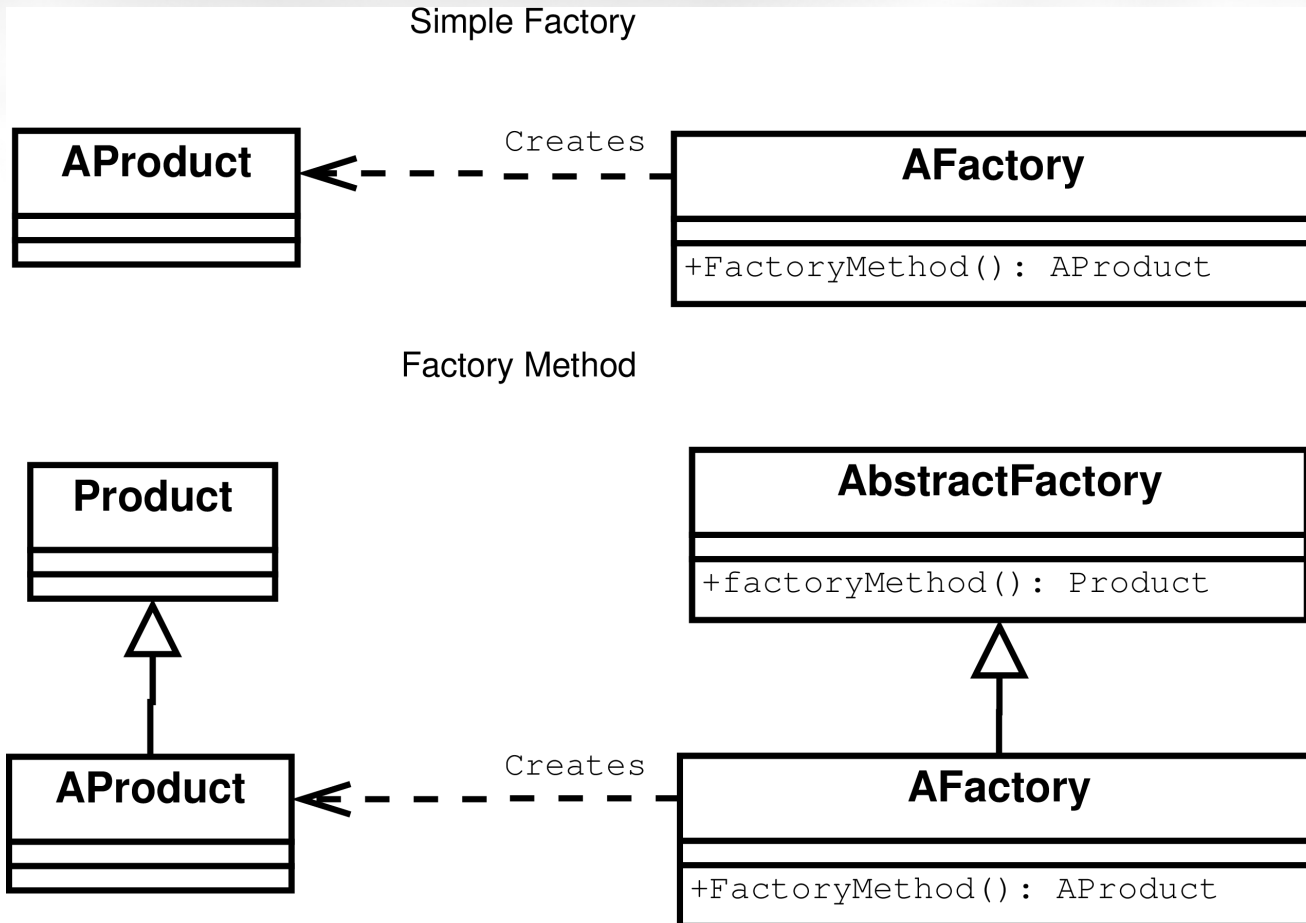 Simple Factory
AProduct
Creates
AFactory
+FactoryMethod(): AProduct
Factory Method
Product
AbstractFactory
+factoryMethod(): Product
AProduct
Creates
AFactory
+FactoryMethod(): AProduct